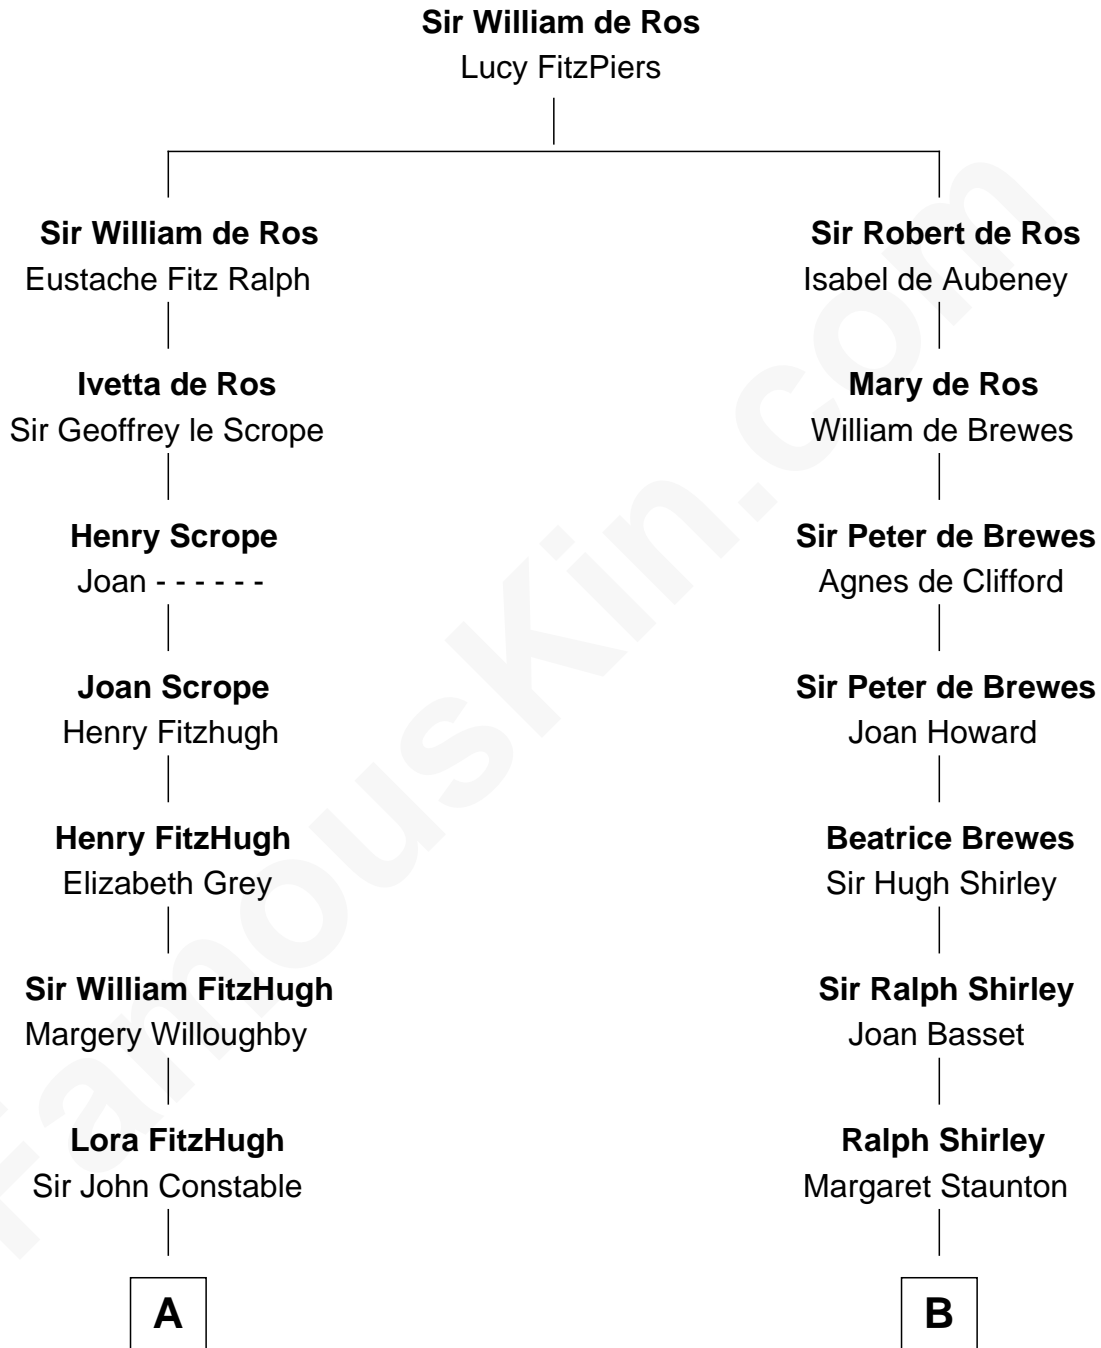 Sir William de Ros
Lucy FitzPiers
Sir William de Ros
Eustache Fitz Ralph
Sir Robert de Ros
Isabel de Aubeney
Ivetta de Ros
Sir Geoffrey le Scrope
Mary de Ros
William de Brewes
Henry Scrope
Joan - - - - - -
Sir Peter de Brewes
Agnes de Clifford
Joan Scrope
Henry Fitzhugh
Sir Peter de Brewes
Joan Howard
Henry FitzHugh
Elizabeth Grey
Beatrice Brewes
Sir Hugh Shirley
Sir William FitzHugh
Margery Willoughby
Sir Ralph Shirley
Joan Basset
Lora FitzHugh
Sir John Constable
Ralph Shirley
Margaret Staunton
A
B
FamousKin.com